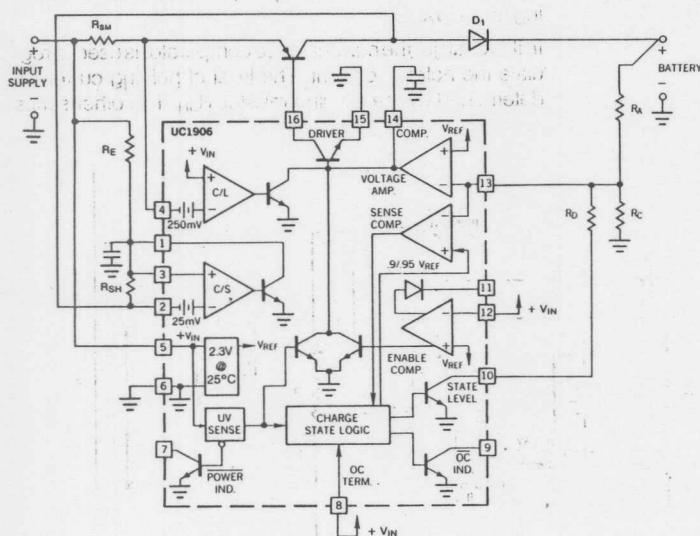 RSM
D1
INPUT
SUPPLY
BATTERY
RA
16
15
14
UC1906
DRIVER
COMP.
VREF
RE
+ VIN
C/L
VOLTAGE
AMP.
13
4
250mV
SENSE
COMP.
RD
RC
1
3
.9/.95 VREF
11
RSH
C/S
2
25mV
12
+ VIN
+VIN
5
2.3V
@
25°C
VREF
ENABLE
COMP.
VREF
10
6
STATE
LEVEL
UV
SENSE
CHARGE
STATE LOGIC
7
9
POWER
IND.
OC
TERM.
OC
IND.
8
+ VIN